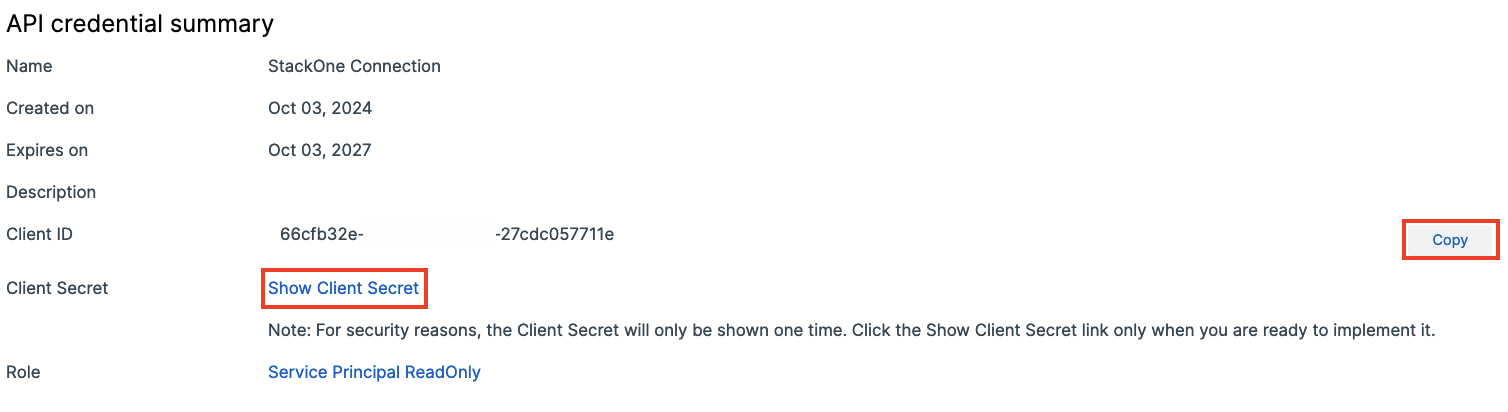 API credential summary
Name StackOne Connection
Created on Oct 03, 2024
Expires on Oct 03, 2027
Description
Client ID 66cfb32e- -27cdc057711e Copy
Client Secret Show Client Secret
Note: For security reasons, the Client Secret will only be shown one time. Click the Show Client Secret link only when you are ready to implement it.
Role Service Principal ReadOnly